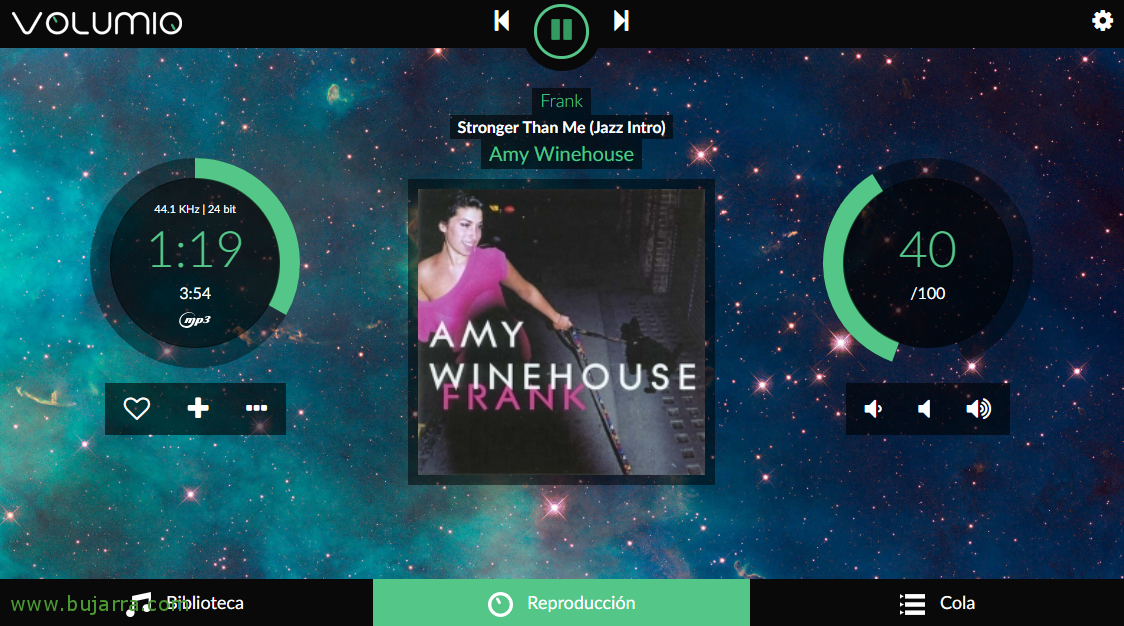 VOLUMIO
Frank
Stronger Than Me (Jazz Intro)
Amy Winehouse
44.1 KHz | 24 bit
1:19
3:54
mp3
40
/100
AMY
WINEHOUSE
FRANK
www.bujarra.com
Biblioteca
Reproducción
Cola